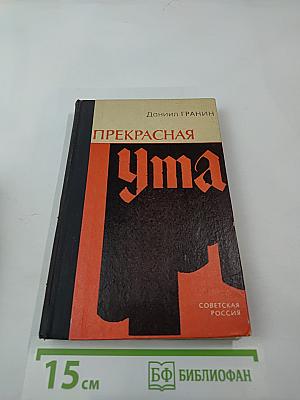 Даниил ГРАНИН
ПРЕКРАСНАЯ
Ута
СОВЕТСКАЯ
РОССИЯ
15 см
БФ БИБЛИОФАН